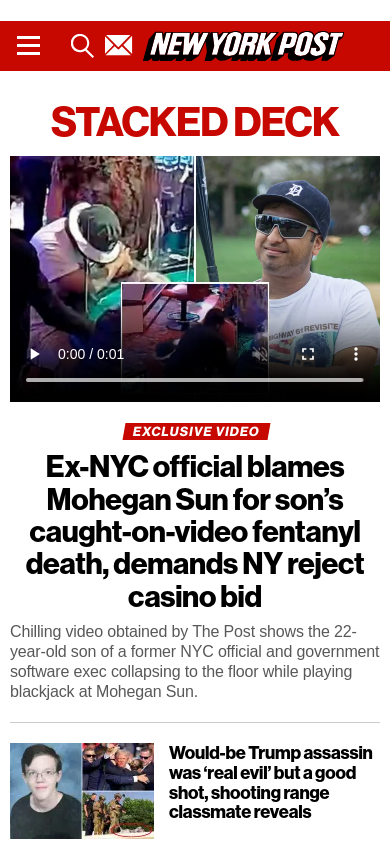 NEW YORK POST
STACKED DECK
D
HIGHWAY 61 REVISITE
0:00 / 0:01
EXCLUSIVE VIDEO
Ex-NYC official blames
Mohegan Sun for son’s
caught-on-video fentanyl
death, demands NY reject
casino bid
Chilling video obtained by The Post shows the 22-
year-old son of a former NYC official and government
software exec collapsing to the floor while playing
blackjack at Mohegan Sun.
Would-be Trump assassin
was ‘real evil’ but a good
shot, shooting range
classmate reveals